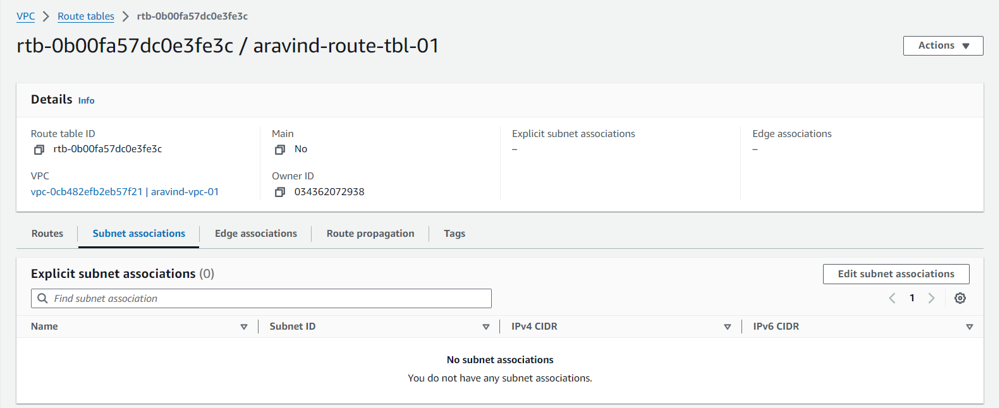 VPC > Route tables > rtb-0b00fa57dc0e3fe3c
rtb-0b00fa57dc0e3fe3c / aravind-route-tbl-01
Actions
Details Info
Route table ID
rtb-0b00fa57dc0e3fe3c
Main
No
Explicit subnet associations
–
Edge associations
–
VPC
vpc-0cb482efb2eb57f21 | aravind-vpc-01
Owner ID
034362072938
Routes
Subnet associations
Edge associations
Route propagation
Tags
Explicit subnet associations (0)
Edit subnet associations
Find subnet association
1
Name
Subnet ID
IPv4 CIDR
IPv6 CIDR
No subnet associations
You do not have any subnet associations.